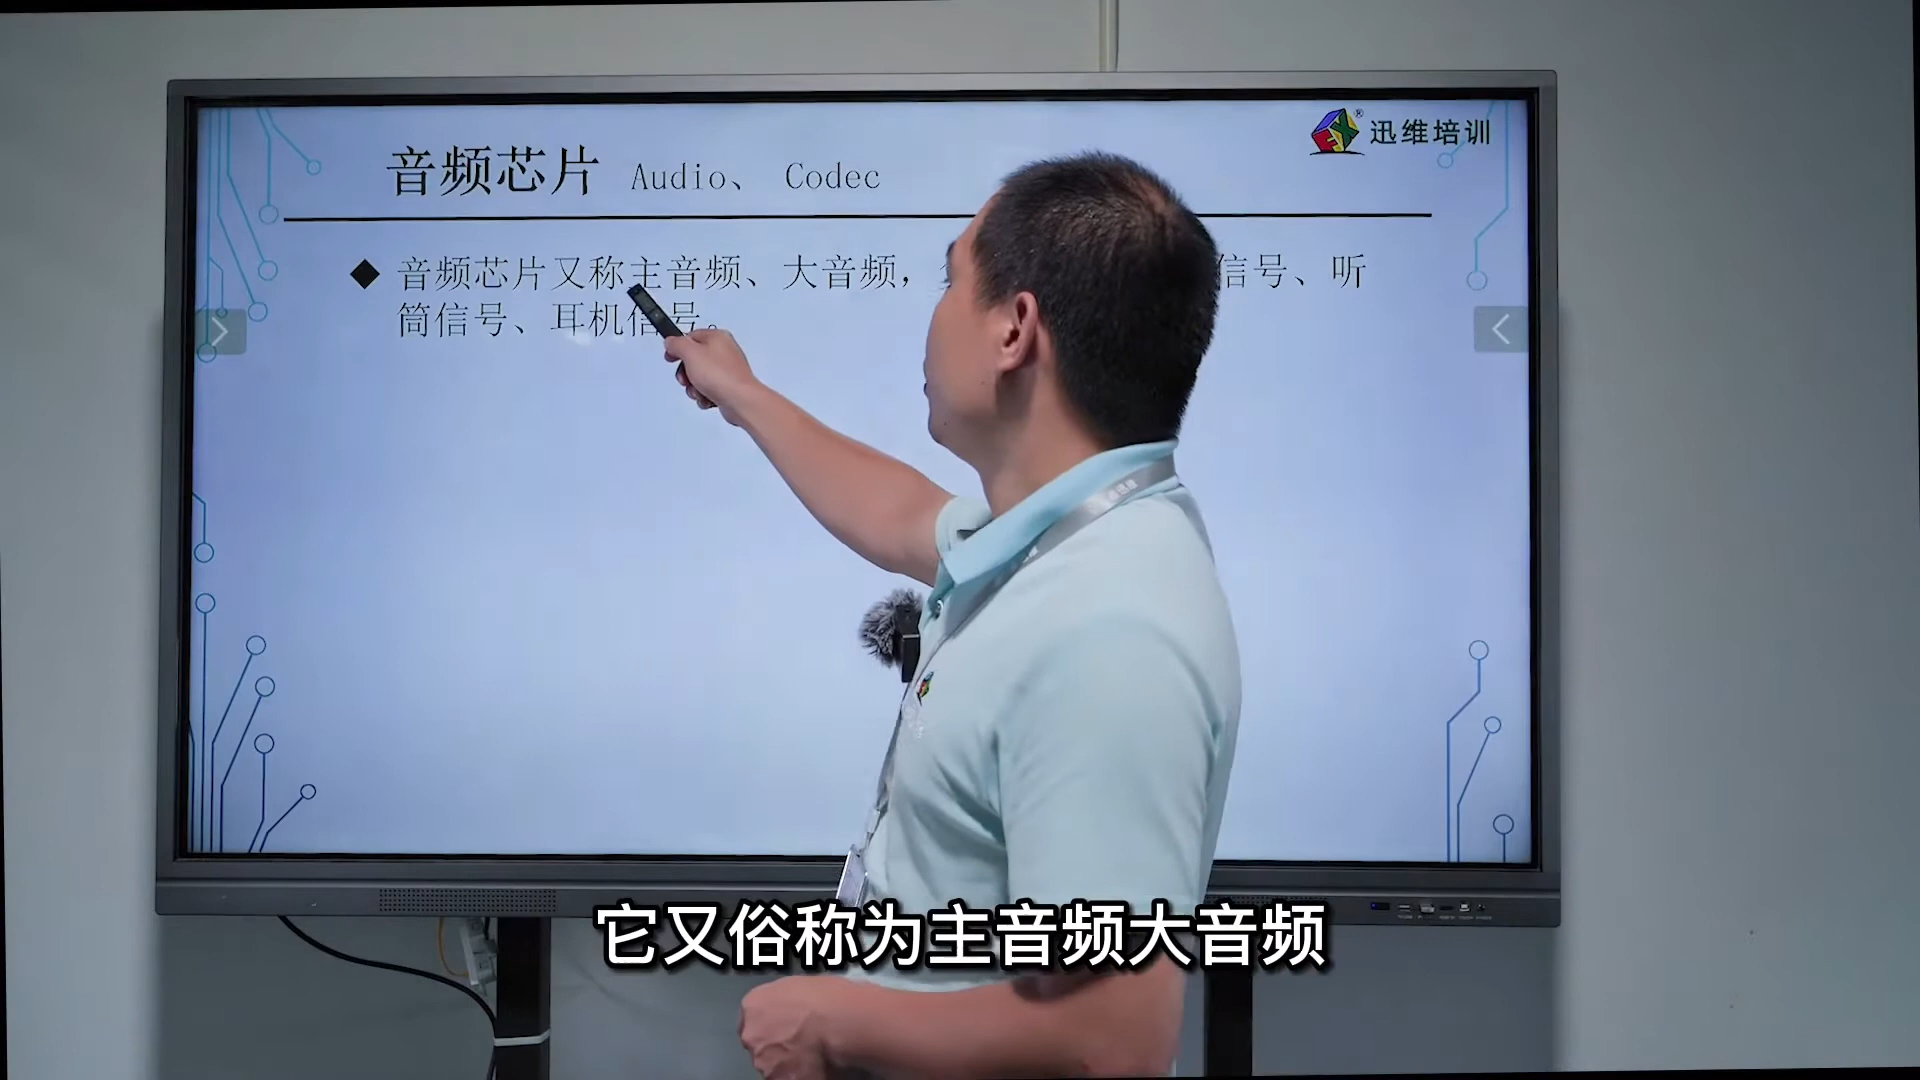 迅维培训
音频芯片 Audio、 Codec
◆ 音频芯片又称主音频、大音频， 信号、听
筒信号、耳机信号。
它又俗称为主音频大音频